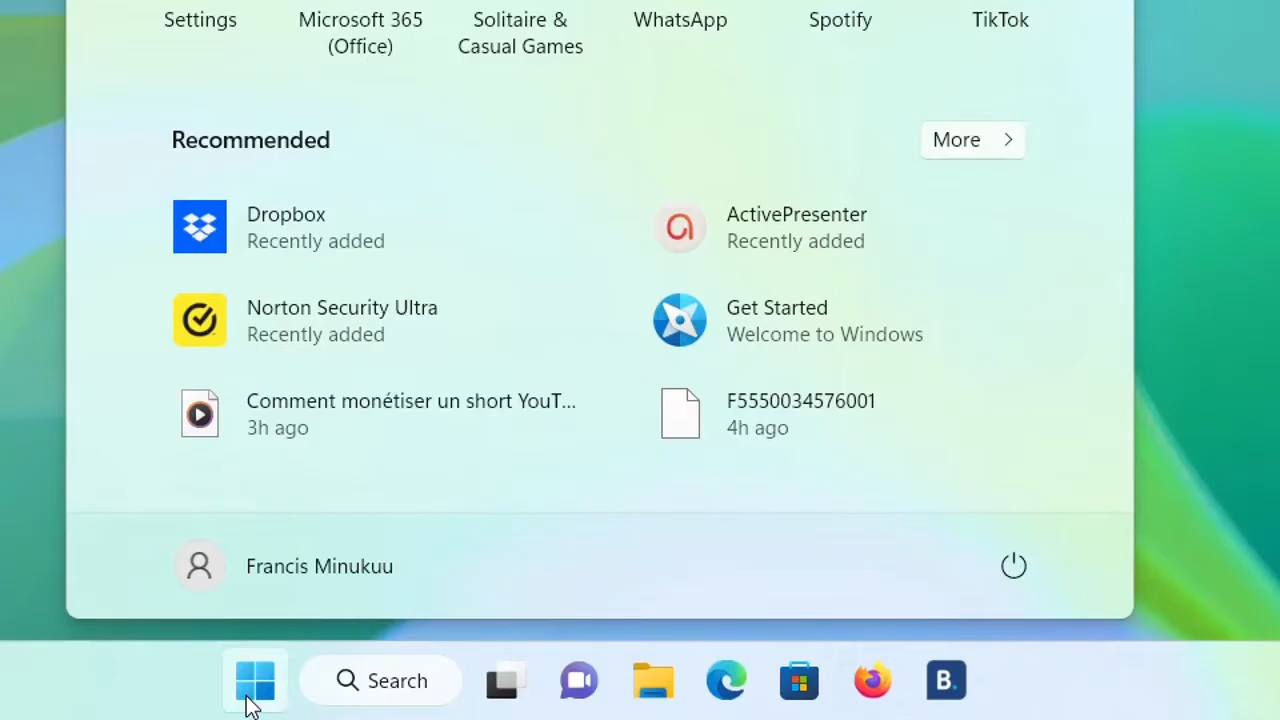 Settings
Microsoft 365
(Office)
Solitaire &
Casual Games
WhatsApp
Spotify
TikTok
Recommended
More
Dropbox
Recently added
ActivePresenter
Recently added
Norton Security Ultra
Recently added
Get Started
Welcome to Windows
Comment monétiser un short YouT...
3h ago
F5550034576001
4h ago
Francis Minukuu
Search
B.